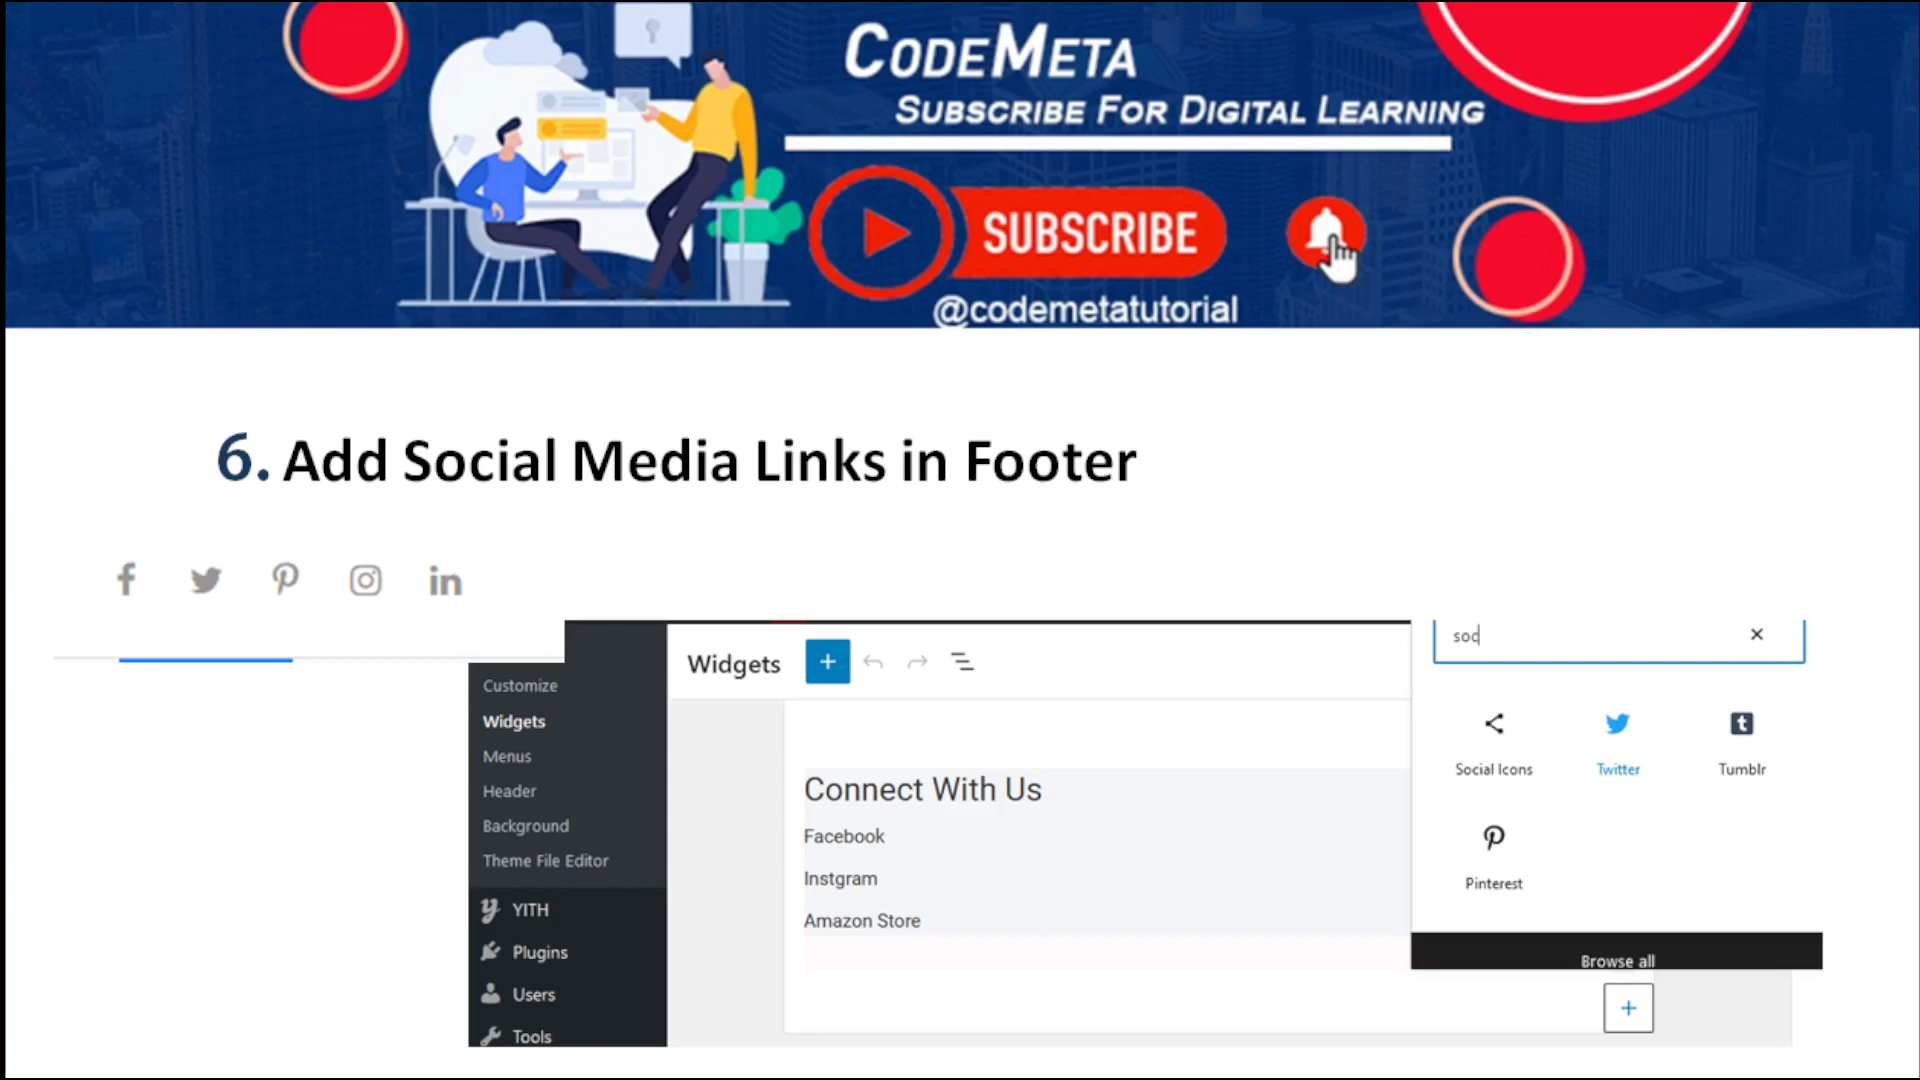 CODEMETA
SUBSCRIBE FOR DIGITAL LEARNING
SUBSCRIBE
@codemetatutorial
6. Add Social Media Links in Footer
Customize
Widgets
Menus
Header
Background
Theme File Editor
YITH
Plugins
Users
Tools
Widgets
Connect With Us
Facebook
Instgram
Amazon Store
soc
Social Icons
Twitter
Tumblr
Pinterest
Browse all